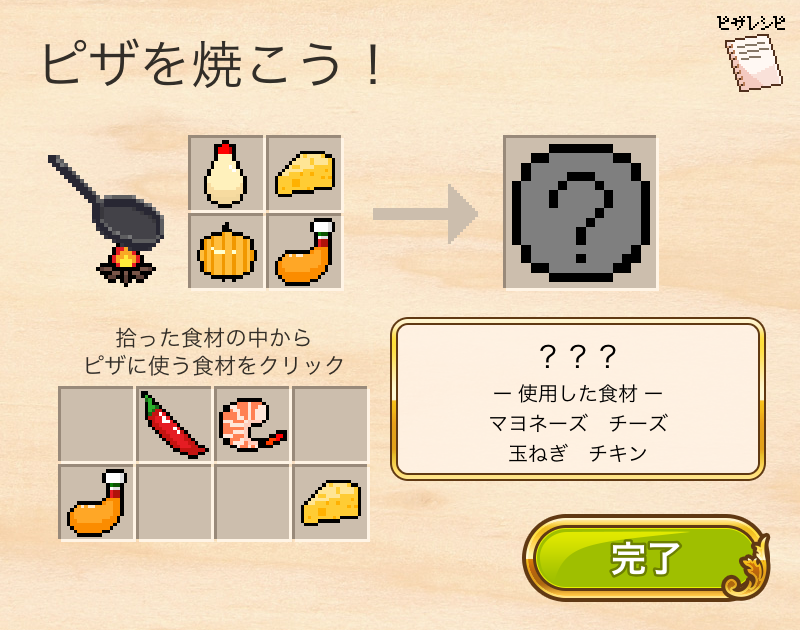 ピザレシピ
ピザを焼こう！
拾った食材の中から
ピザに使う食材をクリック
？？？
ー 使用した食材 ー
マヨネーズ　チーズ
玉ねぎ　チキン
完了